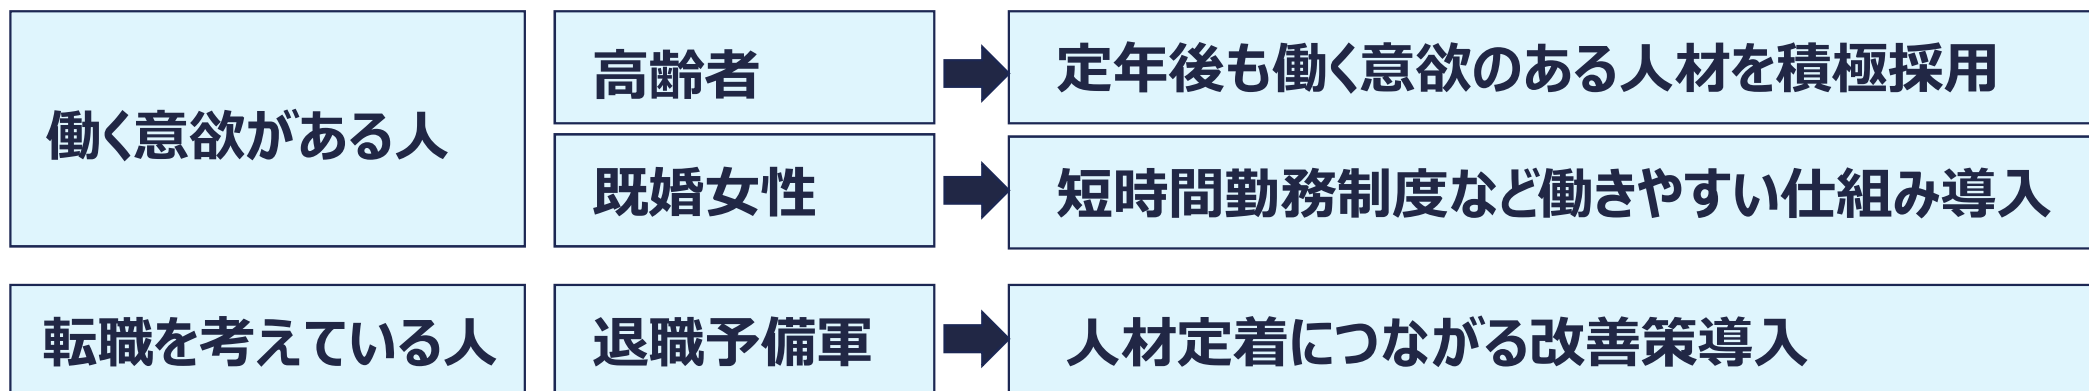 働く意欲がある人
高齢者
定年後も働く意欲のある人材を積極採用
既婚女性
短時間勤務制度など働きやすい仕組み導入
転職を考えている人
退職予備軍
人材定着につながる改善策導入